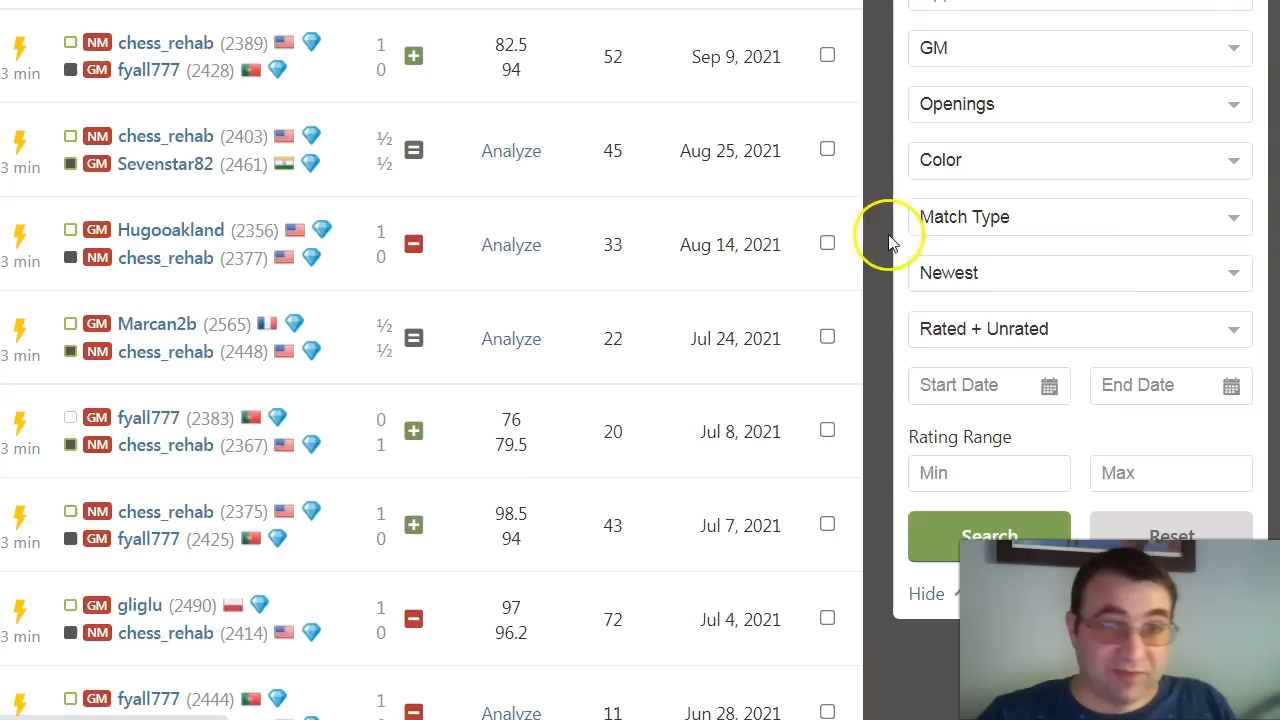 NM chess_rehab (2389) 1 82.5 52 Sep 9, 2021
3 min GM fyall777 (2428) 0 94
NM chess_rehab (2403) ½ Analyze 45 Aug 25, 2021
3 min GM Sevenstar82 (2461) ½
GM Hugooakland (2356) 1 Analyze 33 Aug 14, 2021
3 min NM chess_rehab (2377) 0
GM Marcan2b (2565) ½ Analyze 22 Jul 24, 2021
3 min NM chess_rehab (2448) ½
GM fyall777 (2383) 0 76 20 Jul 8, 2021
3 min NM chess_rehab (2367) 1 79.5
NM chess_rehab (2375) 1 98.5 43 Jul 7, 2021
3 min GM fyall777 (2425) 0 94
GM gliglu (2490) 1 97 72 Jul 4, 2021
3 min NM chess_rehab (2414) 0 96.2
GM fyall777 (2444) 1 Analyze 11 Jun 28, 2021
GM
Openings
Color
Match Type
Newest
Rated + Unrated
Start Date End Date
Rating Range
Min Max
Search Reset
Hide